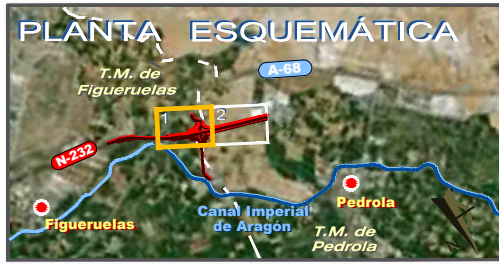 PLANTA ESQUEMÁTICA
A-68
T.M. de
Figueruelas
1
2
N-232
Figueruelas
Canal Imperial
de Aragón
Pedrola
T.M. de
Pedrola